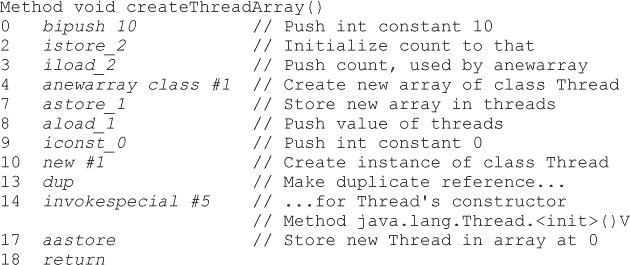 Method void createThreadArray()
0 bipush 10 // Push int constant 10
2 istore_2 // Initialize count to that
3 iload_2 // Push count, used by anewarray
4 anewarray class #1 // Create new array of class Thread
7 astore_1 // Store new array in threads
8 aload_1 // Push value of threads
9 iconst_0 // Push int constant 0
10 new #1 // Create instance of class Thread
13 dup // Make duplicate reference...
14 invokespecial #5 // ...for Thread's constructor
// Method java.lang.Thread.<init>()V
17 aastore // Store new Thread in array at 0
18 return